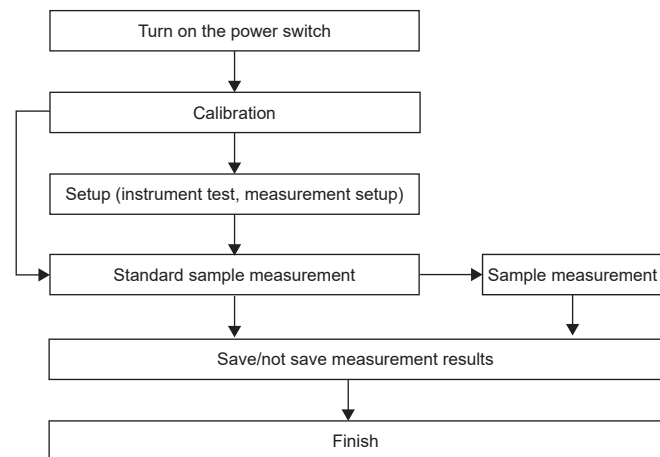 Turn on the power switch
Calibration
Setup (instrument test, measurement setup)
Standard sample measurement
Sample measurement
Save/not save measurement results
Finish